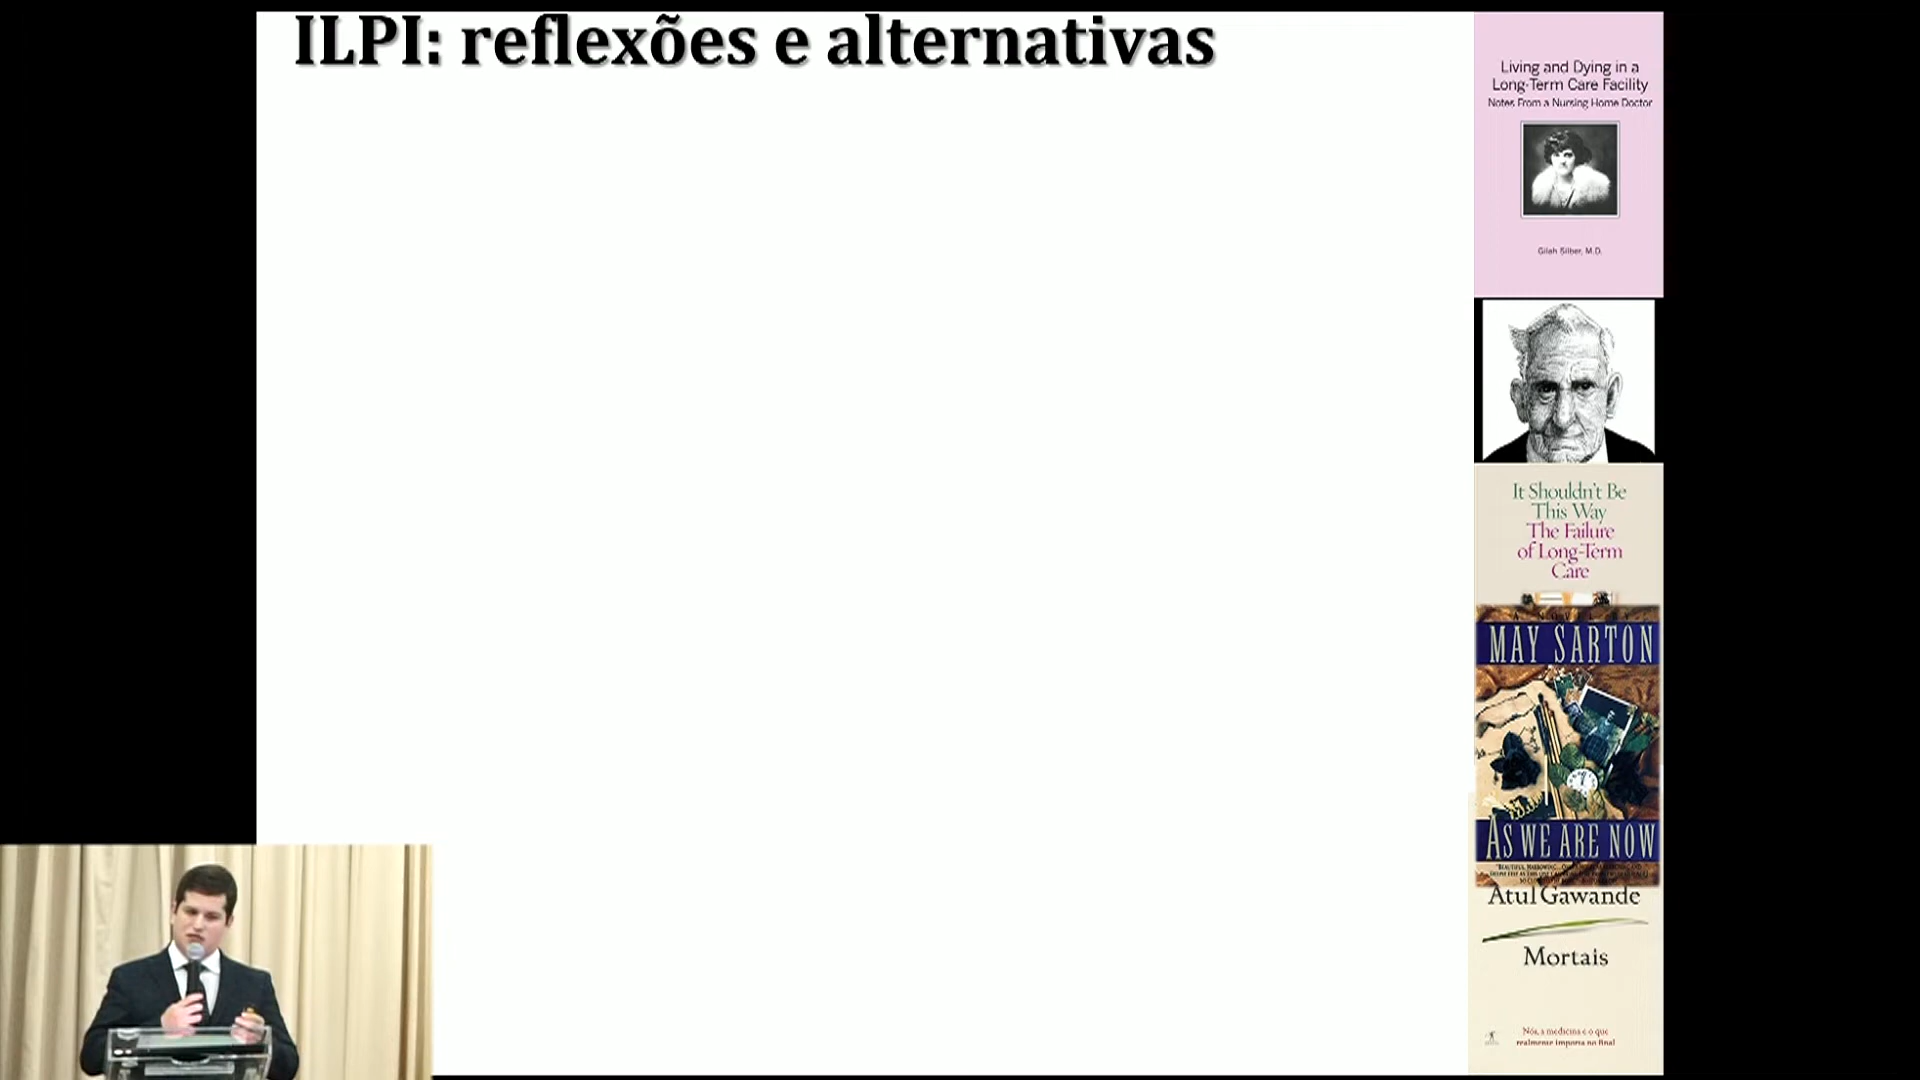 ILPI: reflexões e alternativas
Living and Dying in a
Long-Term Care Facility
Notes From a Nursing Home Doctor
Gilah Silber, M.D.
It Shouldn't Be
This Way
The Failure
of Long-Term
Care
A NOVEL BY
MAY SARTON
AS WE ARE NOW
Atul Gawande
Mortais
Nós, a medicina e o que
realmente importa no final